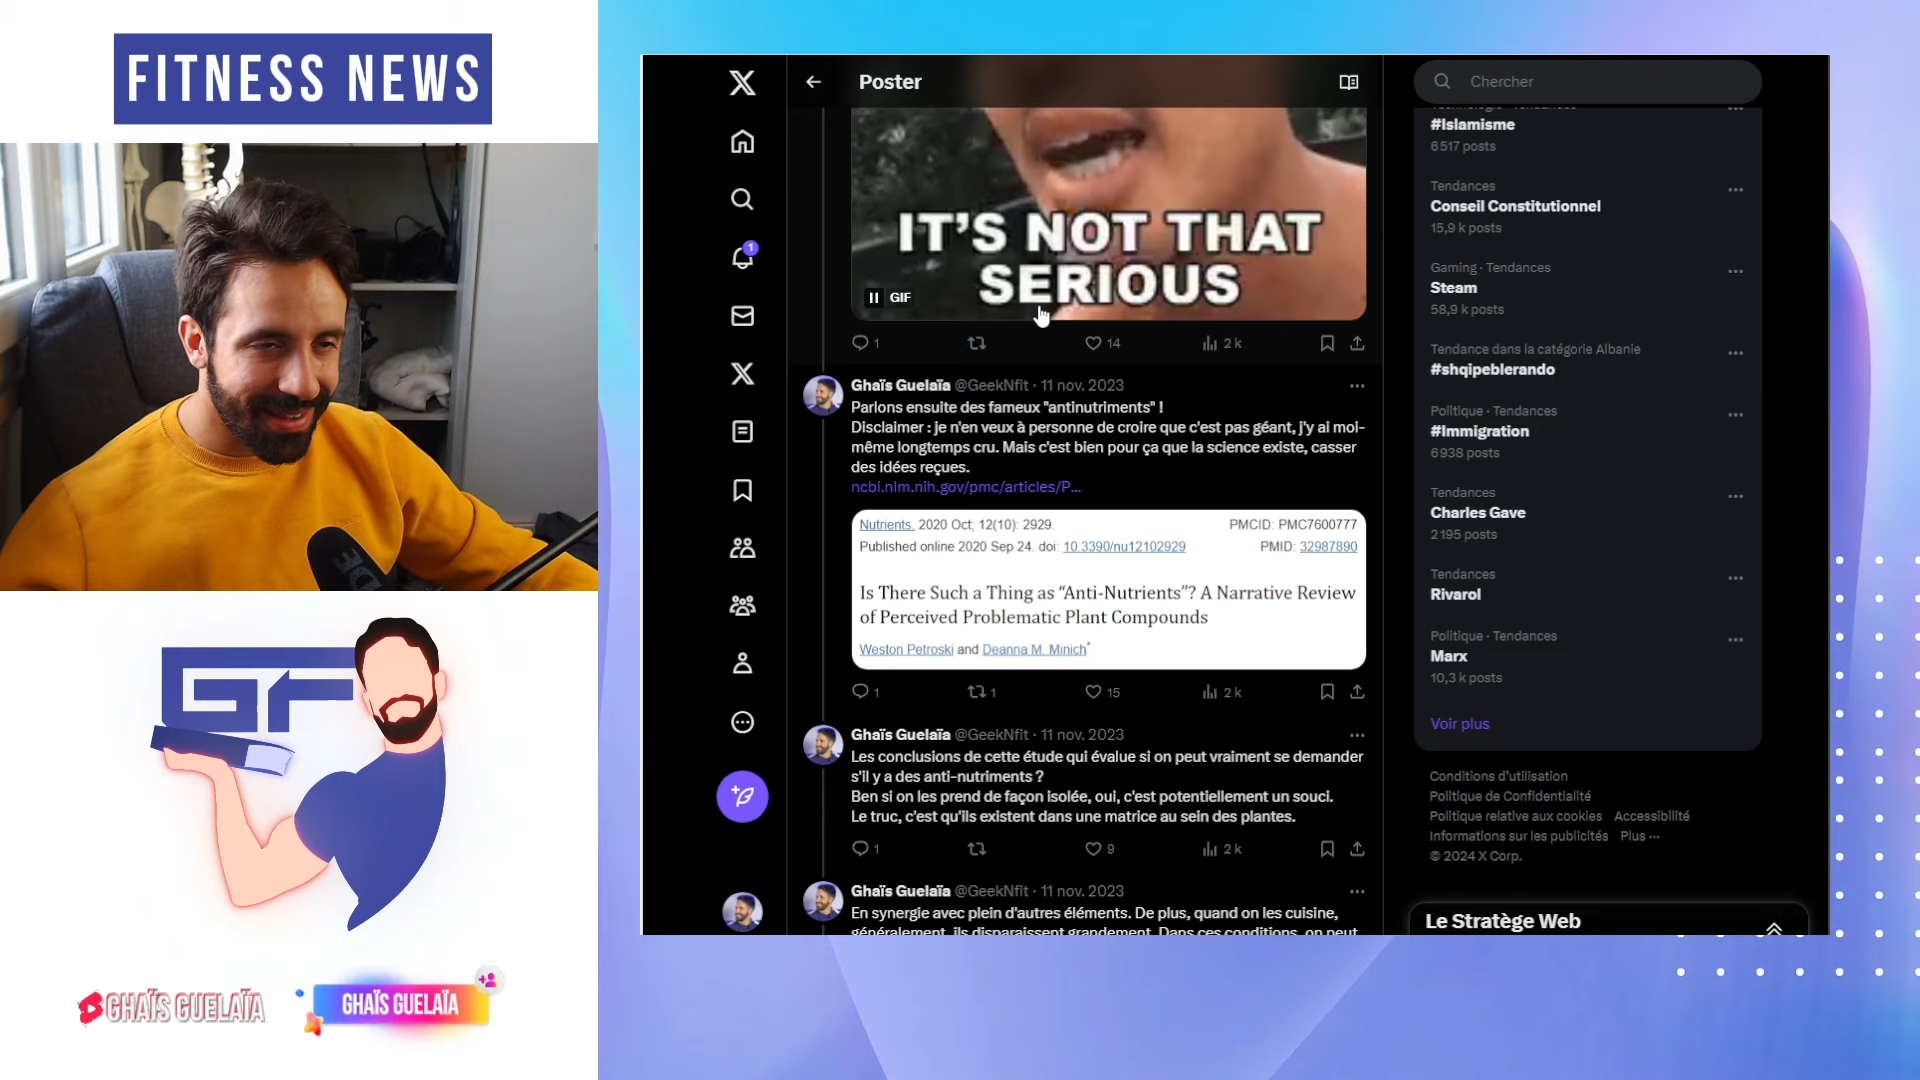 FITNESS NEWS
GF
GHAÏS GUELAÏA
GHAÏS GUELAÏA
Poster
IT'S NOT THAT
SERIOUS
GIF
1
14
2 k
1
Ghaïs Guelaïa @GeekNfit · 11 nov. 2023
Parlons ensuite des fameux "antinutriments" !
Disclaimer : je n'en veux à personne de croire que c'est pas géant, j'y ai moi-
même longtemps cru. Mais c'est bien pour ça que la science existe, casser
des idées reçues.
ncbi.nlm.nih.gov/pmc/articles/P...
Nutrients. 2020 Oct; 12(10): 2929.
PMCID: PMC7600777
Published online 2020 Sep 24. doi: 10.3390/nu12102929
PMID: 32987890
Is There Such a Thing as “Anti-Nutrients”? A Narrative Review
of Perceived Problematic Plant Compounds
Weston Petroski and Deanna M. Minich*
1
1
15
2 k
Ghaïs Guelaïa @GeekNfit · 11 nov. 2023
Les conclusions de cette étude qui évalue si on peut vraiment se demander
s'il y a des anti-nutriments ?
Ben si on les prend de façon isolée, oui, c'est potentiellement un souci.
Le truc, c'est qu'ils existent dans une matrice au sein des plantes.
1
9
2 k
Ghaïs Guelaïa @GeekNfit · 11 nov. 2023
En synergie avec plein d'autres éléments. De plus, quand on les cuisine,
généralement, ils disparaissent grandement. Dans ces conditions, on peut
Chercher
#Islamisme
6 517 posts
Tendances
Conseil Constitutionnel
15,9 k posts
Gaming · Tendances
Steam
58,9 k posts
Tendance dans la catégorie Albanie
#shqipeblerando
Politique · Tendances
#Immigration
6 938 posts
Tendances
Charles Gave
2 195 posts
Tendances
Rivarol
Politique · Tendances
Marx
10,3 k posts
Voir plus
Conditions d'utilisation
Politique de Confidentialité
Politique relative aux cookies Accessibilité
Informations sur les publicités Plus ···
© 2024 X Corp.
Le Stratège Web